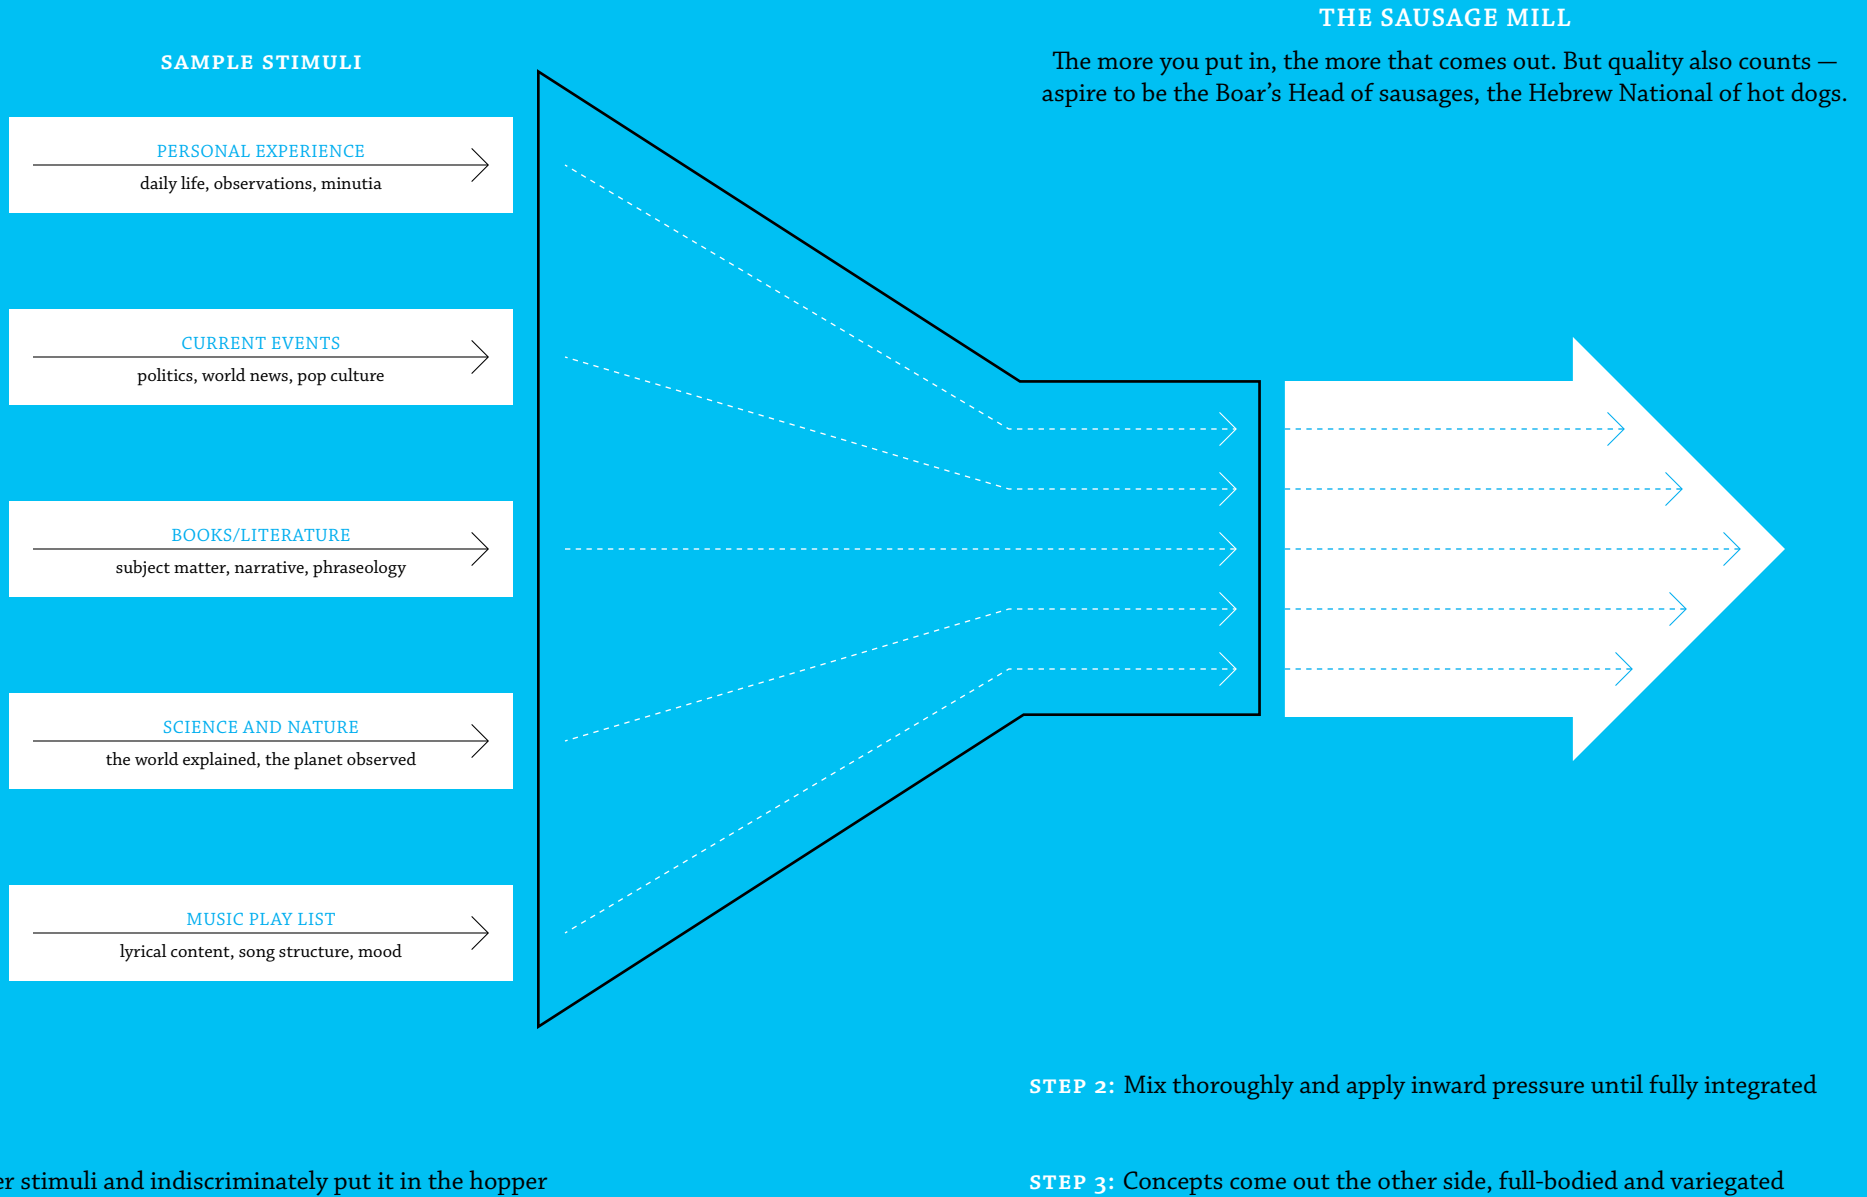 THE SAUSAGE MILL
The more you put in, the more that comes out. But quality also counts —
aspire to be the Boar's Head of sausages, the Hebrew National of hot dogs.
SAMPLE STIMULI
PERSONAL EXPERIENCE
daily life, observations, minutia
CURRENT EVENTS
politics, world news, pop culture
BOOKS/LITERATURE
subject matter, narrative, phraseology
SCIENCE AND NATURE
the world explained, the planet observed
MUSIC PLAY LIST
lyrical content, song structure, mood
STEP 2: Mix thoroughly and apply inward pressure until fully integrated
stimuli and indiscriminately put it in the hopper
STEP 3: Concepts come out the other side, full-bodied and variegated